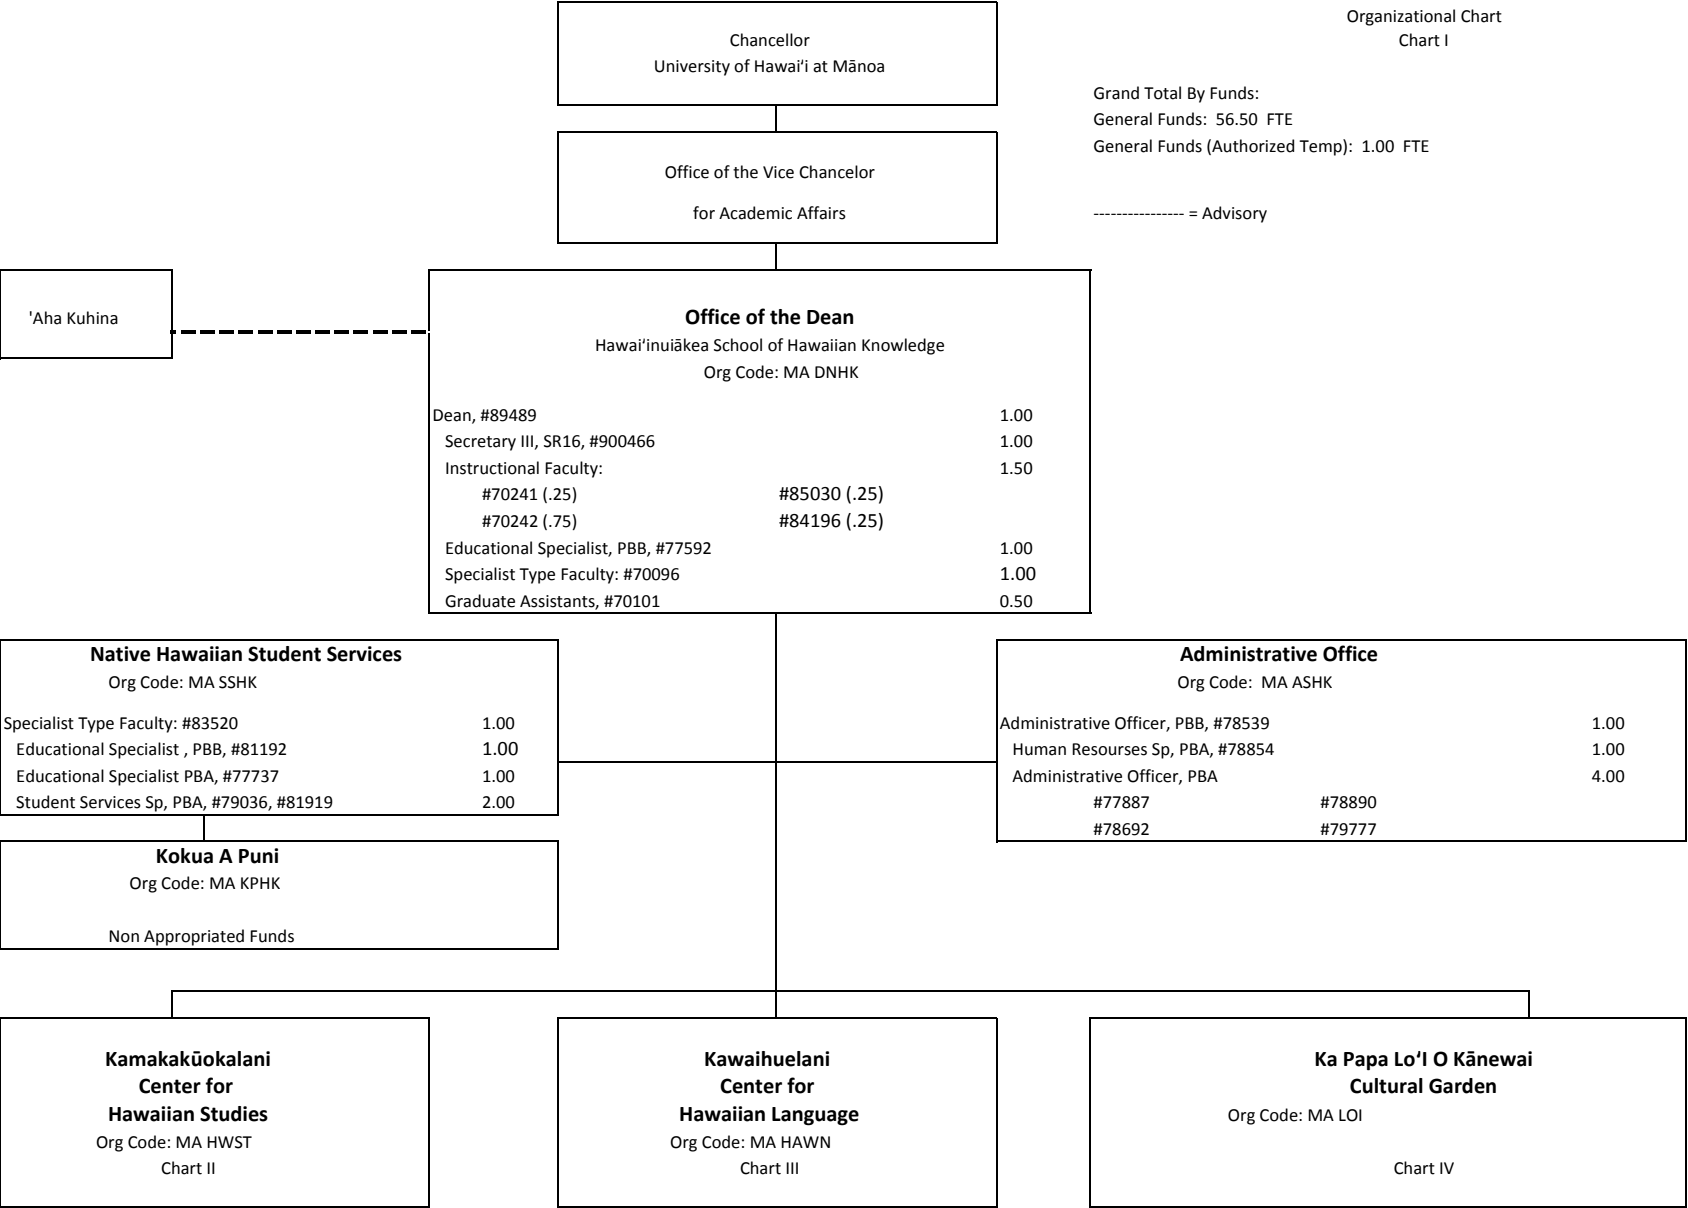 Organizational Chart
Chart I
Chancellor
University of Hawaiʻi at Mānoa
Grand Total By Funds:
General Funds: 56.50 FTE
General Funds (Authorized Temp): 1.00 FTE
Office of the Vice Chancelor
for Academic Affairs
---------------- = Advisory
'Aha Kuhina
Office of the Dean
Hawaiʻinuiākea School of Hawaiian Knowledge
Org Code: MA DNHK
Dean, #89489 1.00
Secretary III, SR16, #900466 1.00
Instructional Faculty: 1.50
#70241 (.25) #85030 (.25)
#70242 (.75) #84196 (.25)
Educational Specialist, PBB, #77592 1.00
Specialist Type Faculty: #70096 1.00
Graduate Assistants, #70101 0.50
Native Hawaiian Student Services
Org Code: MA SSHK
Specialist Type Faculty: #83520 1.00
Educational Specialist , PBB, #81192 1.00
Educational Specialist PBA, #77737 1.00
Student Services Sp, PBA, #79036, #81919 2.00
Administrative Office
Org Code: MA ASHK
Administrative Officer, PBB, #78539 1.00
Human Resourses Sp, PBA, #78854 1.00
Administrative Officer, PBA 4.00
#77887 #78890
#78692 #79777
Kokua A Puni
Org Code: MA KPHK
Non Appropriated Funds
Kamakakūokalani
Center for
Hawaiian Studies
Org Code: MA HWST
Chart II
Kawaihuelani
Center for
Hawaiian Language
Org Code: MA HAWN
Chart III
Ka Papa LoʻI O Kānewai
Cultural Garden
Org Code: MA LOI
Chart IV